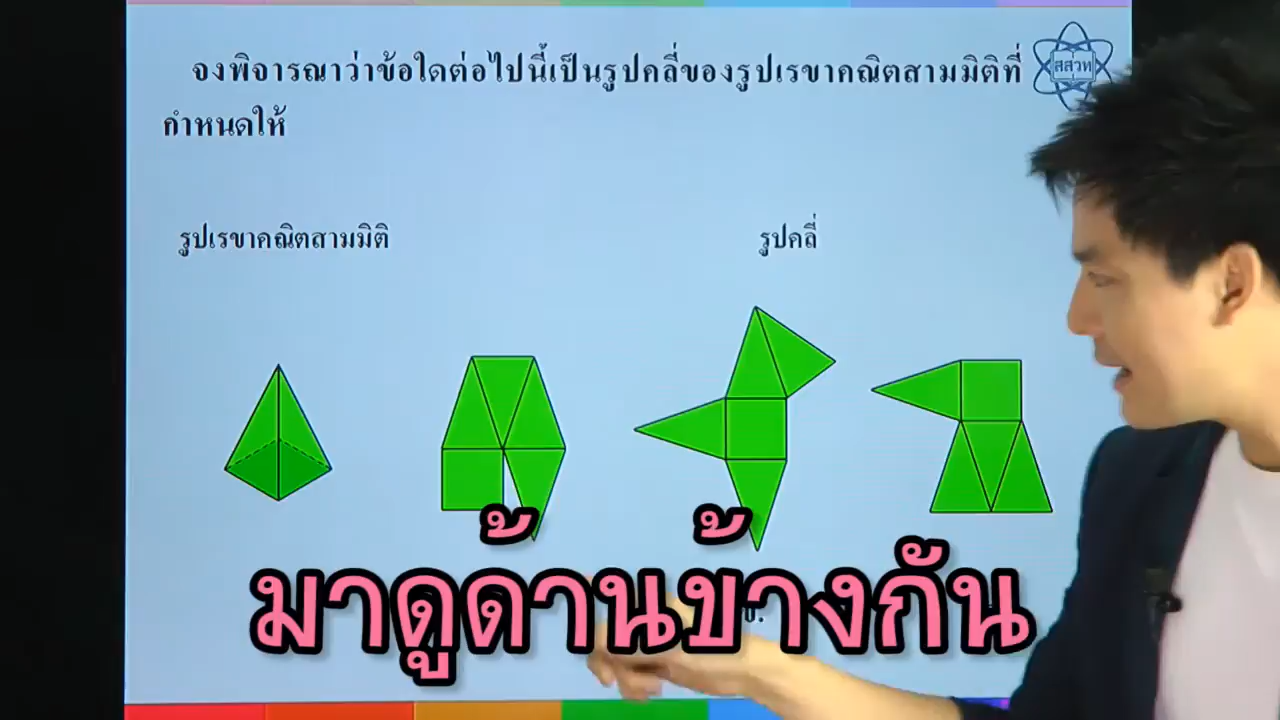 จงพิจารณาว่าข้อใดต่อไปนี้เป็นรูปคลี่ของรูปเรขาคณิตสามมิติที่
กำหนดให้
สสวท
รูปเรขาคณิตสามมิติ
รูปคลี่
ข.
มาดูด้านข้างกัน